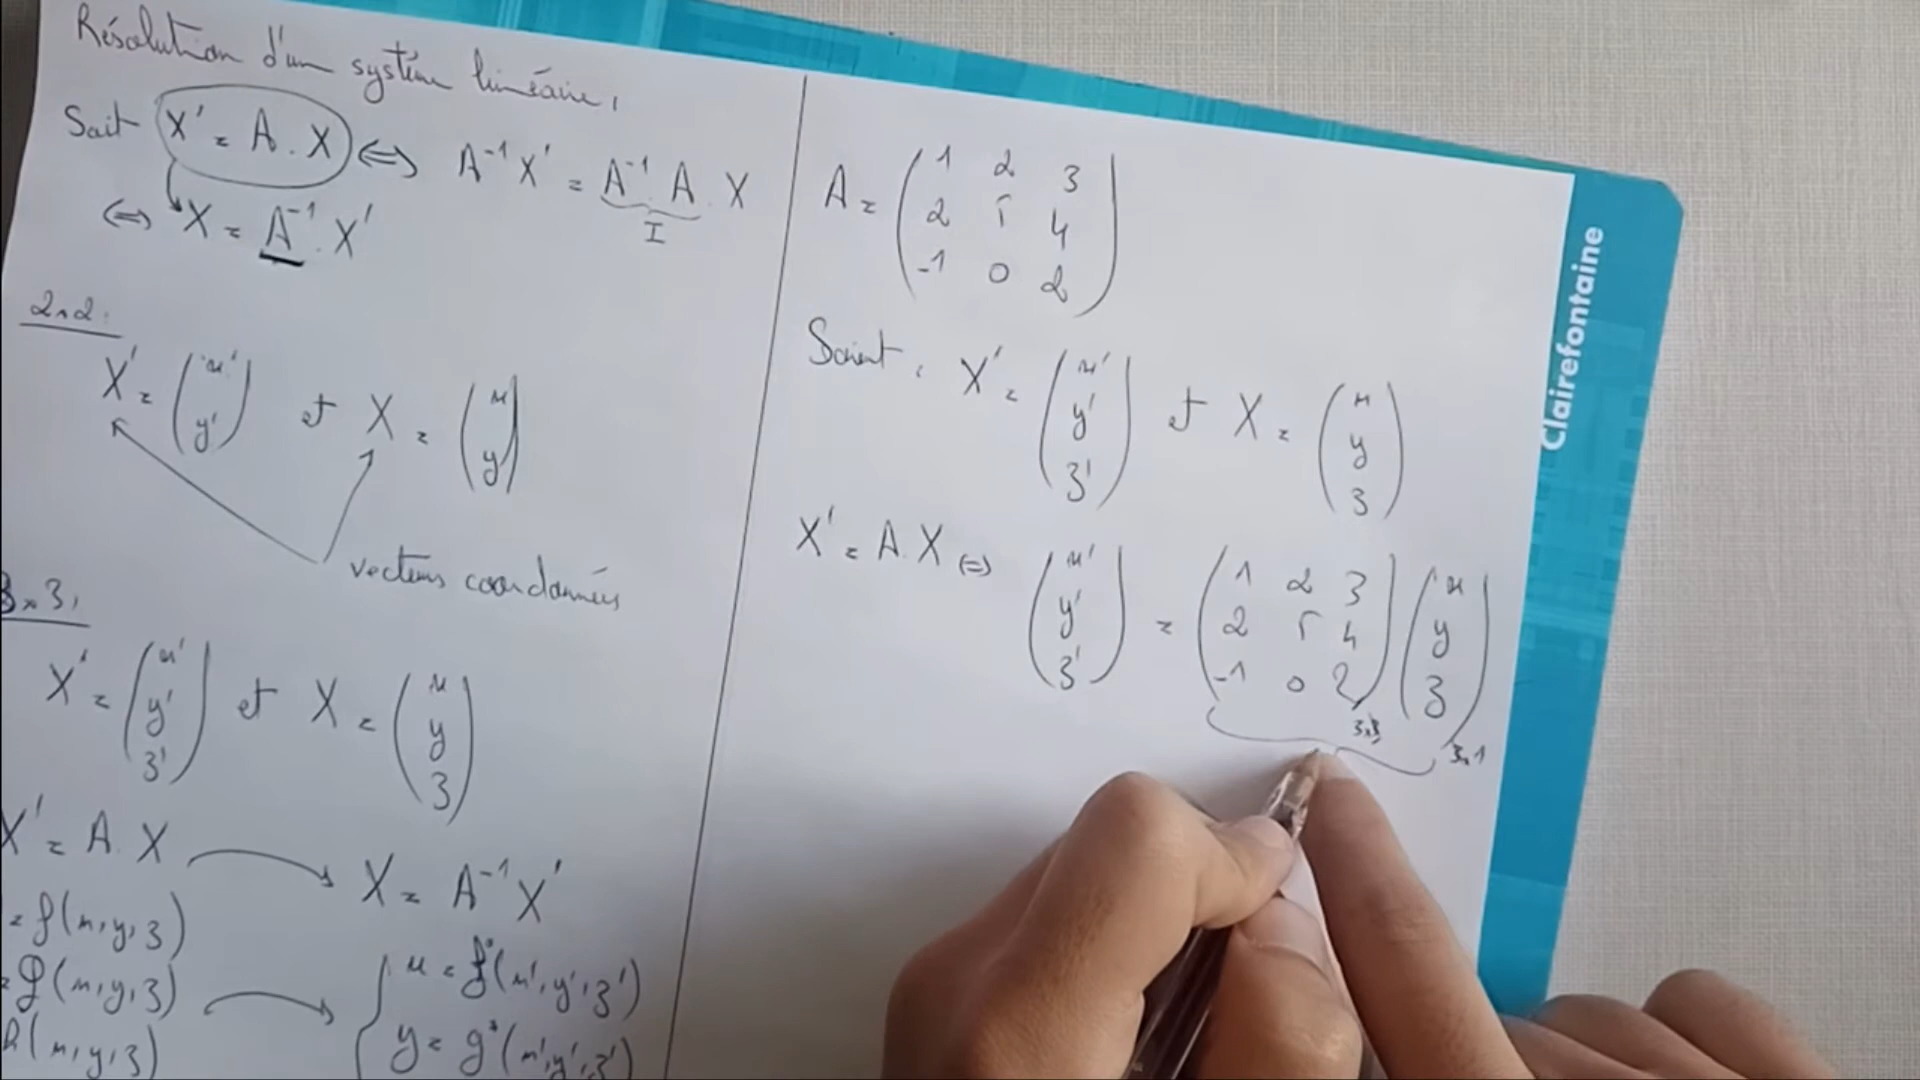 Résolution d'un système linéaire,
Soit X' = A . X ⇔ A⁻¹ X' = A⁻¹ A . X
I
⇔ X = A⁻¹ . X'
2×2:
X' = (x' y') et X = (x y)
vecteurs coordonnées
3×3,
X' = (x' y' z') et X = (x y z)
X' = A . X → X = A⁻¹ X'
= f(x, y, z)
= g(x, y, z) → { x = f*(x', y', z')
h(x, y, z) y = g*(x', y', z')
A = ( 1 2 3
2 5 4
-1 0 2 )
Soient : X' = (x' y' z') et X = (x y z)
X' = A . X ⇔ (x' y' z') = ( 1 2 3
2 5 4
-1 0 2 ) (x y z)
3×3 3×1
Clairefontaine